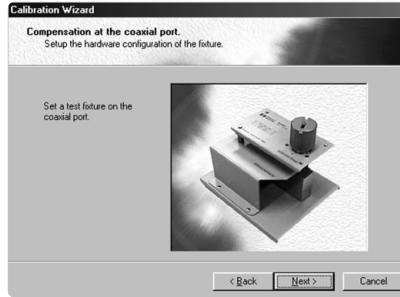 Calibration Wizard
Compensation at the coaxial port.
Setup the hardware configuration of the fixture.
Set a test fixture on the
coaxial port.
< Back
Next >
Cancel